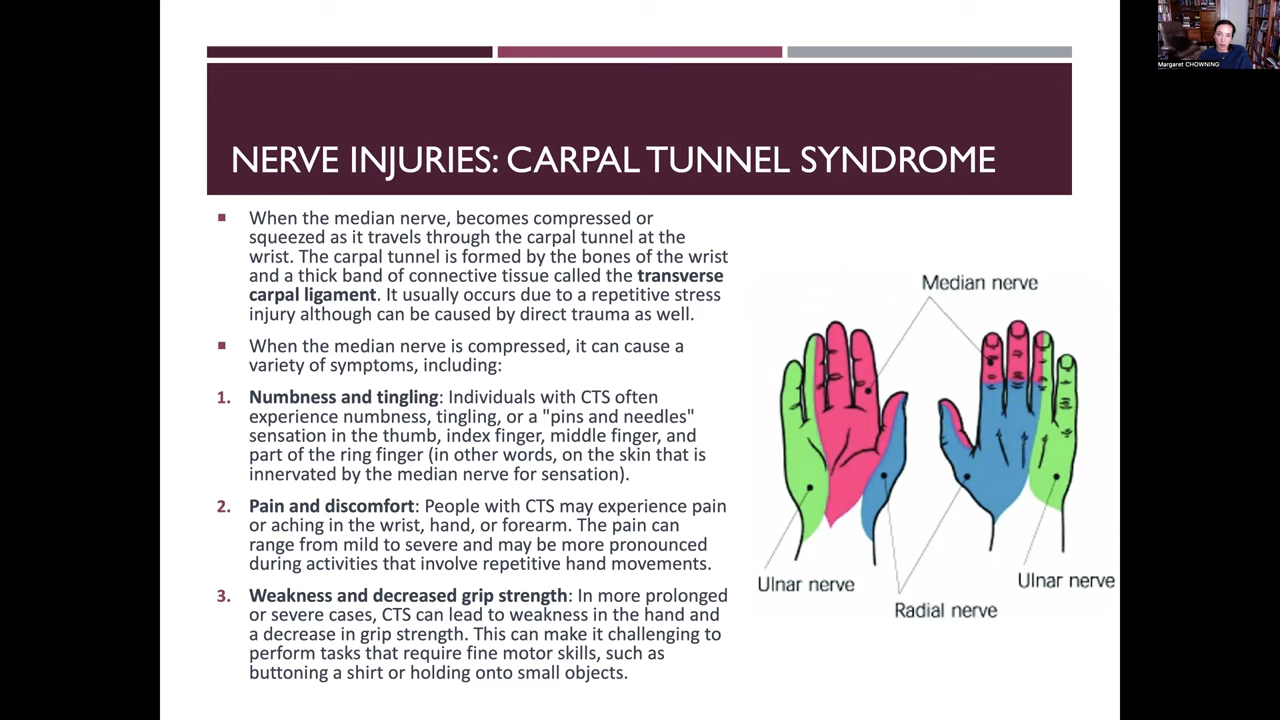 Margaret CHOWNING
NERVE INJURIES: CARPAL TUNNEL SYNDROME
When the median nerve, becomes compressed or
squeezed as it travels through the carpal tunnel at the
wrist. The carpal tunnel is formed by the bones of the wrist
and a thick band of connective tissue called the transverse
carpal ligament. It usually occurs due to a repetitive stress
injury although can be caused by direct trauma as well.
When the median nerve is compressed, it can cause a
variety of symptoms, including:
1. Numbness and tingling: Individuals with CTS often
experience numbness, tingling, or a "pins and needles"
sensation in the thumb, index finger, middle finger, and
part of the ring finger (in other words, on the skin that is
innervated by the median nerve for sensation).
2. Pain and discomfort: People with CTS may experience pain
or aching in the wrist, hand, or forearm. The pain can
range from mild to severe and may be more pronounced
during activities that involve repetitive hand movements.
3. Weakness and decreased grip strength: In more prolonged
or severe cases, CTS can lead to weakness in the hand and
a decrease in grip strength. This can make it challenging to
perform tasks that require fine motor skills, such as
buttoning a shirt or holding onto small objects.
Median nerve
Ulnar nerve
Radial nerve
Ulnar nerve